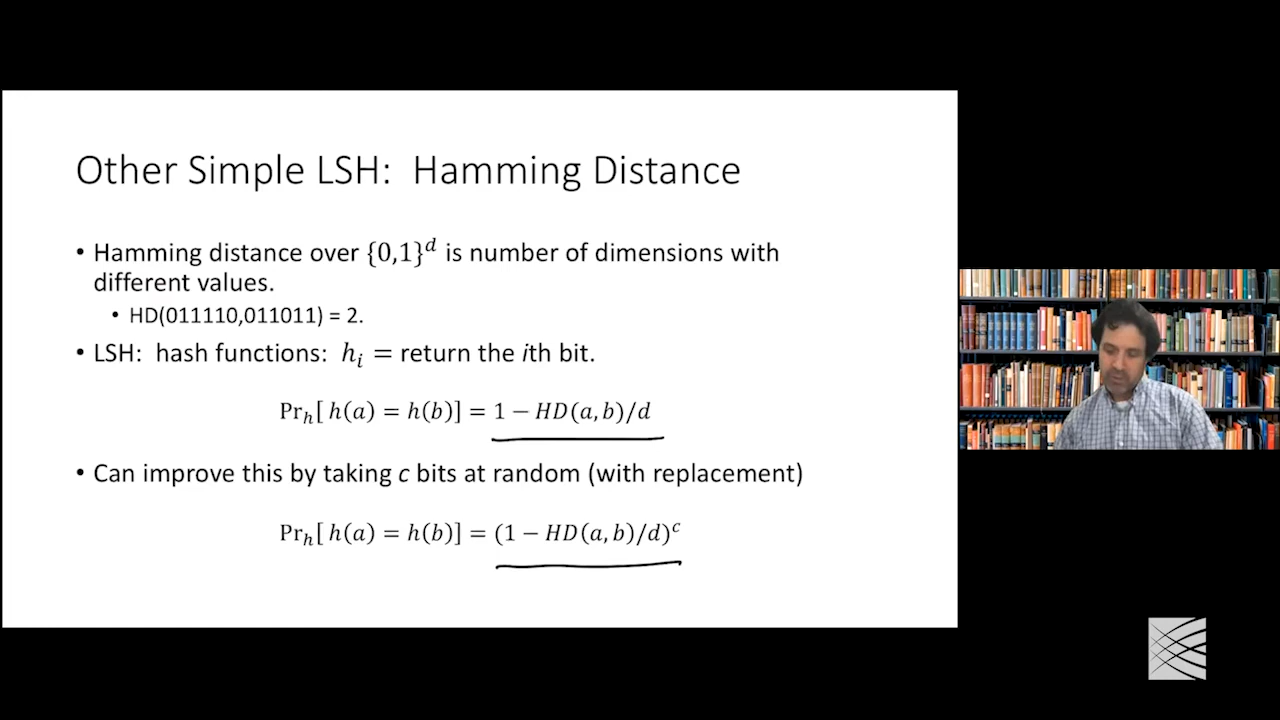 Other Simple LSH: Hamming Distance
• Hamming distance over {0,1}^d is number of dimensions with
different values.
• HD(011110,011011) = 2.
• LSH: hash functions: h_i = return the ith bit.
Pr_h[ h(a) = h(b)] = 1 − HD(a, b)/d
• Can improve this by taking c bits at random (with replacement)
Pr_h[ h(a) = h(b)] = (1 − HD(a, b)/d)^c